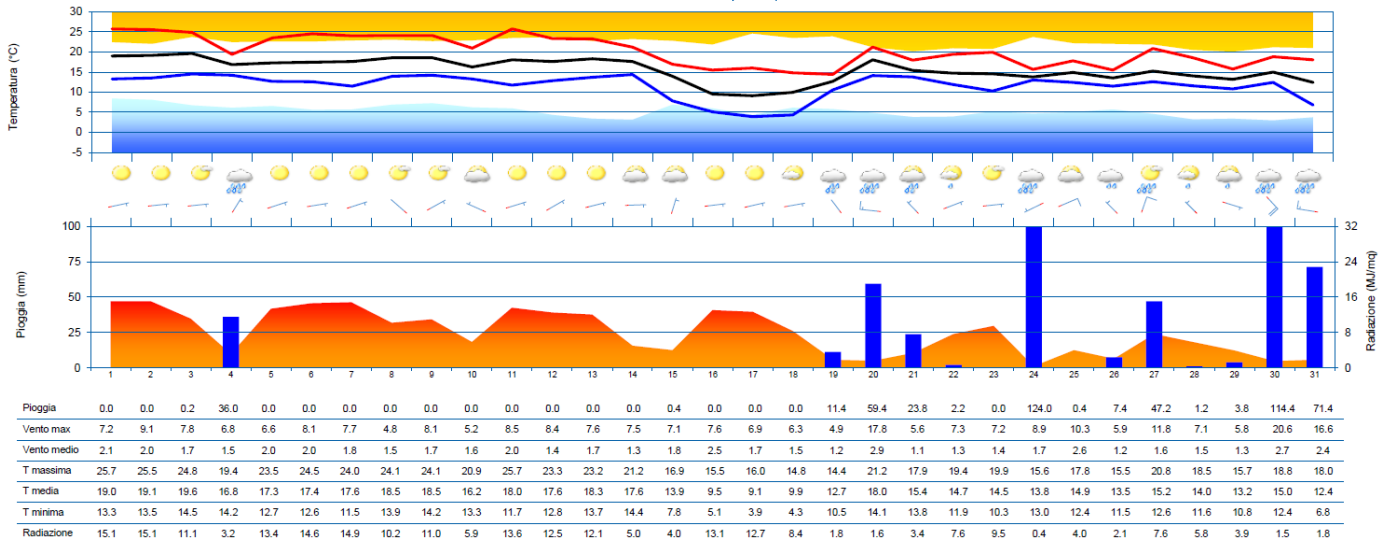 Temperatura (°C)
30
25
20
15
10
5
0
-5
Pioggia (mm)
100
75
50
25
0
Radiazione (MJ/mq)
32
24
16
8
0
1 2 3 4 5 6 7 8 9 10 11 12 13 14 15 16 17 18 19 20 21 22 23 24 25 26 27 28 29 30 31
Pioggia 0.0 0.0 0.2 36.0 0.0 0.0 0.0 0.0 0.0 0.0 0.0 0.0 0.0 0.0 0.4 0.0 0.0 0.0 11.4 59.4 23.8 2.2 0.0 124.0 0.4 7.4 47.2 1.2 3.8 114.4 71.4
Vento max 7.2 9.1 7.8 6.8 6.6 8.1 7.7 4.8 8.1 5.2 8.5 8.4 7.6 7.5 7.1 7.6 6.9 6.3 4.9 17.8 5.6 7.3 7.2 8.9 10.3 5.9 11.8 7.1 5.8 20.6 16.6
Vento medio 2.1 2.0 1.7 1.5 2.0 2.0 1.8 1.5 1.7 1.6 2.0 1.4 1.7 1.3 1.8 2.5 1.7 1.5 1.2 2.9 1.1 1.3 1.4 1.7 2.6 1.2 1.6 1.5 1.3 2.7 2.4
T massima 25.7 25.5 24.8 19.4 23.5 24.5 24.0 24.1 24.1 20.9 25.7 23.3 23.2 21.2 16.9 15.5 16.0 14.8 14.4 21.2 17.9 19.4 19.9 15.6 17.8 15.5 20.8 18.5 15.7 18.8 18.0
T media 19.0 19.1 19.6 16.8 17.3 17.4 17.6 18.5 18.5 16.2 18.0 17.6 18.3 17.6 13.9 9.5 9.1 9.9 12.7 18.0 15.4 14.7 14.5 13.8 14.9 13.5 15.2 14.0 13.2 15.0 12.4
T minima 13.3 13.5 14.5 14.2 12.7 12.6 11.5 13.9 14.2 13.3 11.7 12.8 13.7 14.4 7.8 5.1 3.9 4.3 10.5 14.1 13.8 11.9 10.3 13.0 12.4 11.5 12.6 11.6 10.8 12.4 6.8
Radiazione 15.1 15.1 11.1 3.2 13.4 14.6 14.9 10.2 11.0 5.9 13.6 12.5 12.1 5.0 4.0 13.1 12.7 8.4 1.8 1.6 3.4 7.6 9.5 0.4 4.0 2.1 7.6 5.8 3.9 1.5 1.8